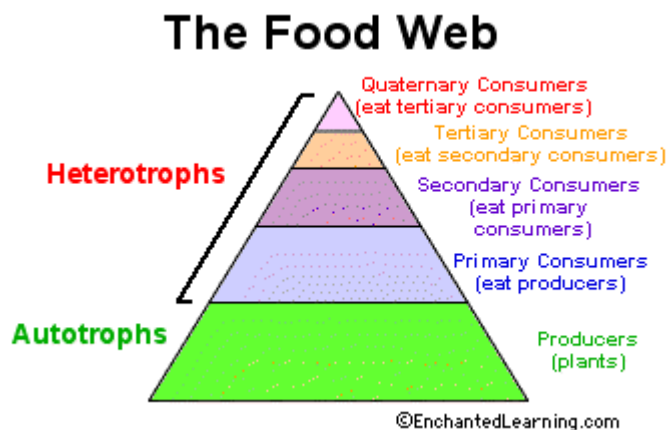 The Food Web
Quaternary Consumers
(eat tertiary consumers)
Tertiary Consumers
(eat secondary consumers)
Heterotrophs
Secondary Consumers
(eat primary
consumers)
Primary Consumers
(eat producers)
Autotrophs
Producers
(plants)
©EnchantedLearning.com